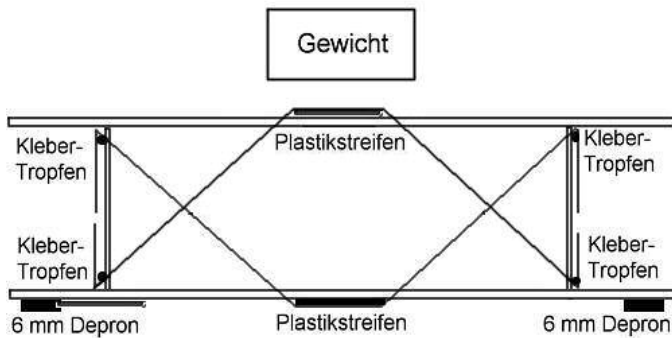 Gewicht
Plastikstreifen
Kleber-
Tropfen
Kleber-
Tropfen
Kleber-
Tropfen
Kleber-
Tropfen
6 mm Depron
Plastikstreifen
6 mm Depron